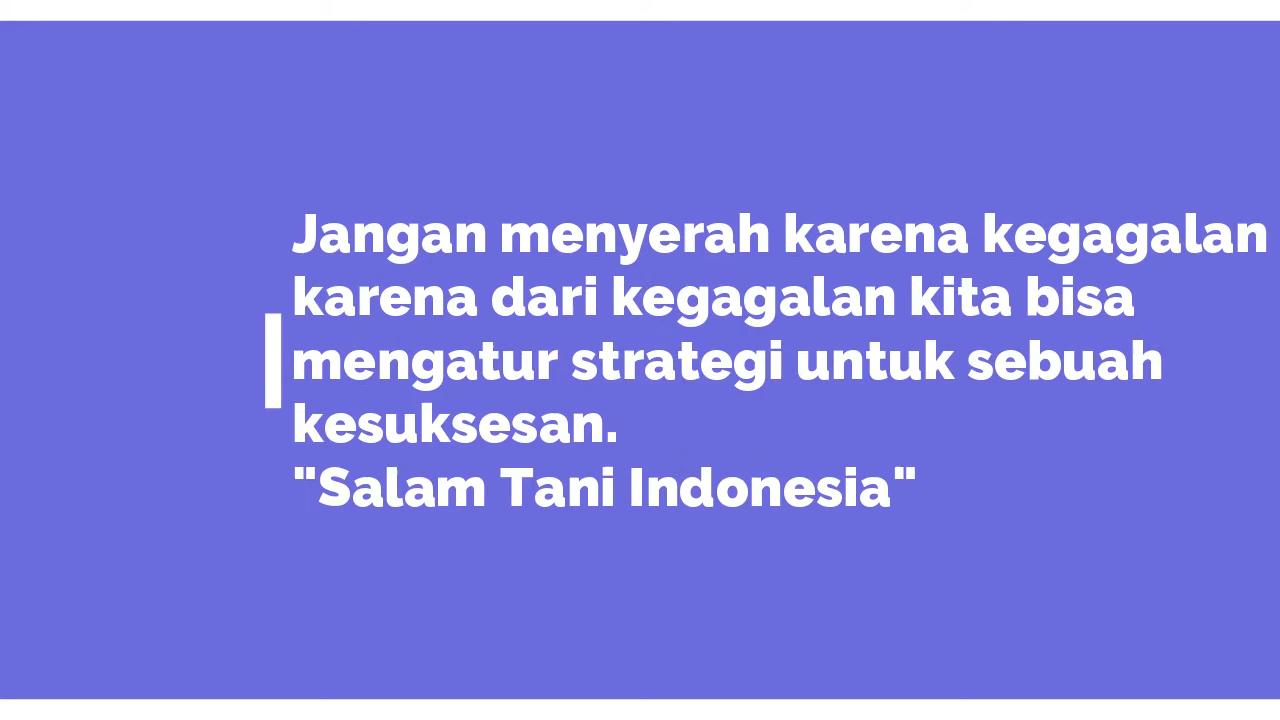 Jangan menyerah karena kegagalan
karena dari kegagalan kita bisa
mengatur strategi untuk sebuah
kesuksesan.
"Salam Tani Indonesia"